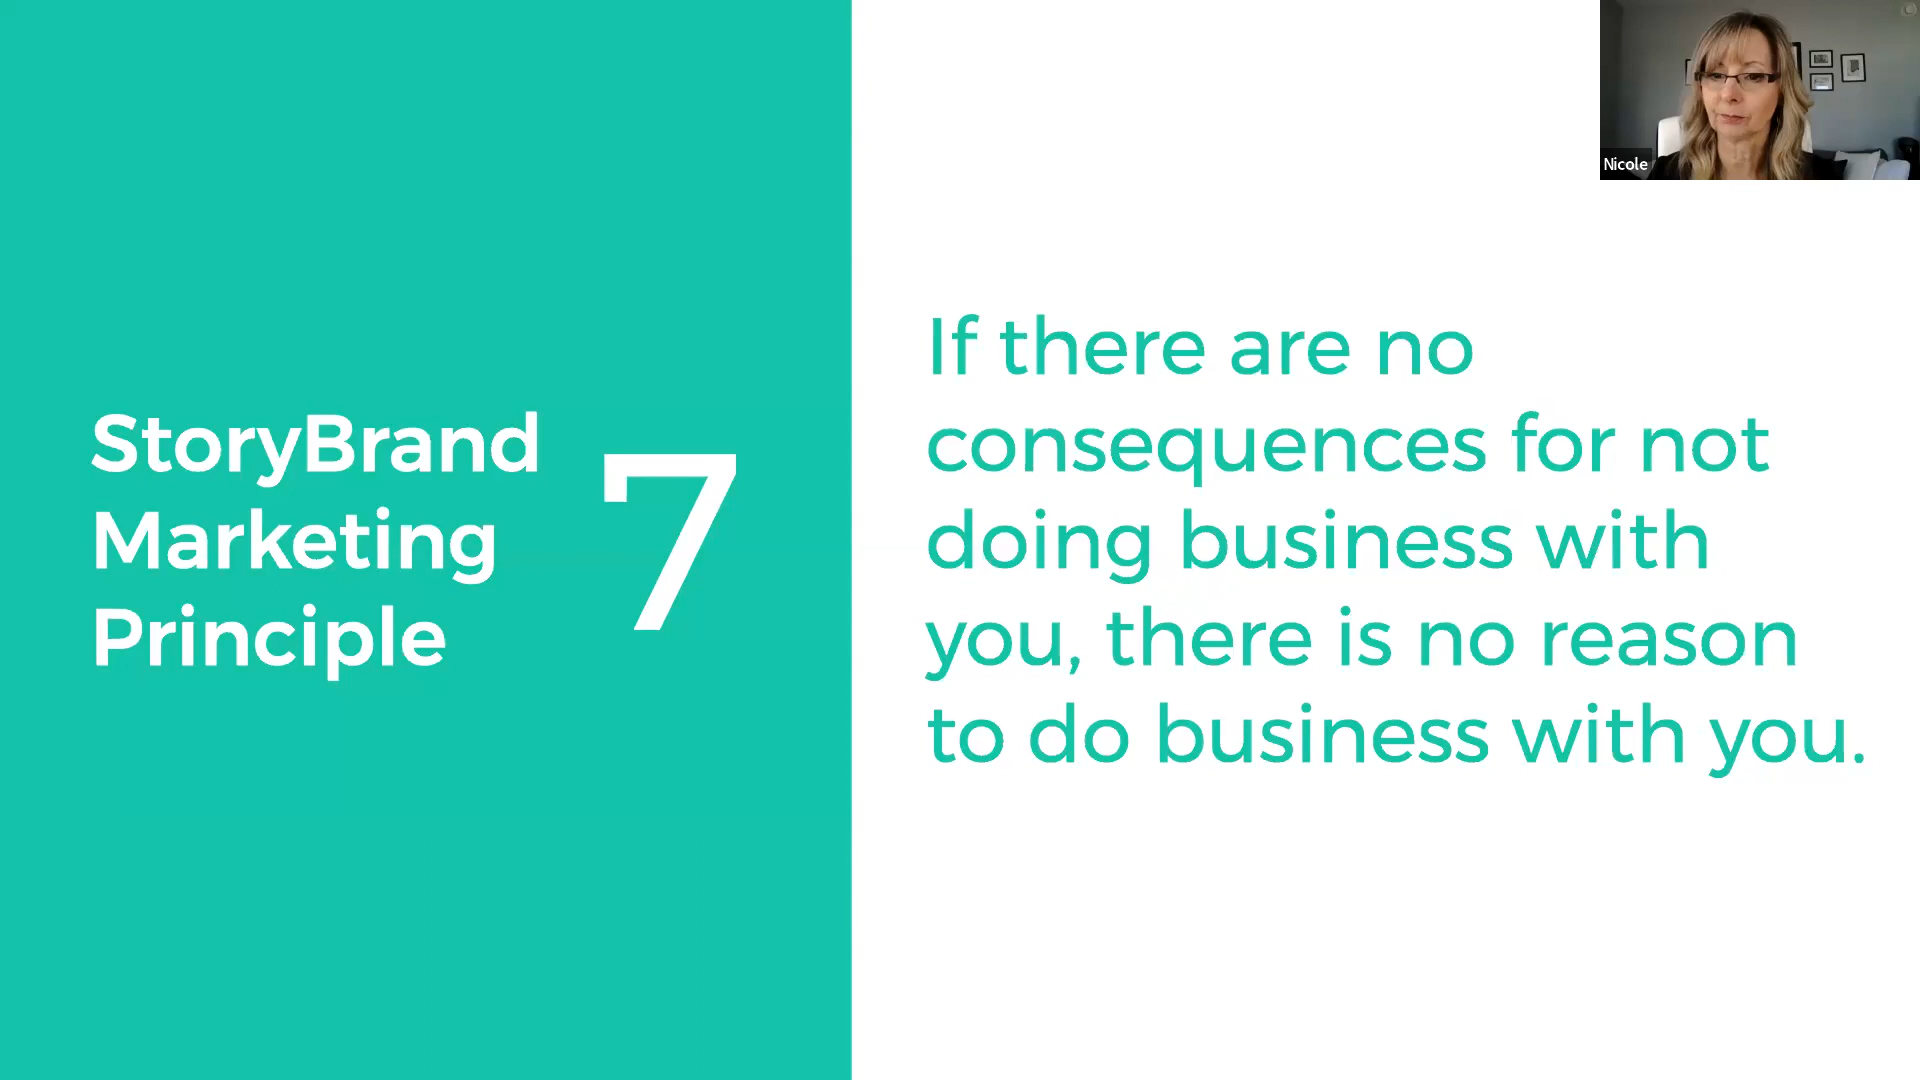 StoryBrand
Marketing
Principle
7
If there are no
consequences for not
doing business with
you, there is no reason
to do business with you.
Nicole